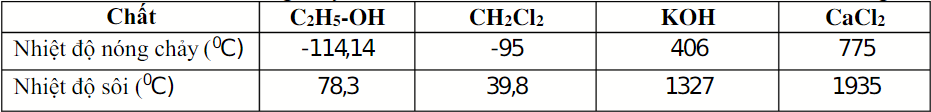 Chất C₂H₅-OH CH2Cl2 KOH CaCl2
Nhiệt độ nóng chảy (⁰C) -114,14 -95 406 775
Nhiệt độ sôi (⁰C) 78,3 39,8 1327 1935